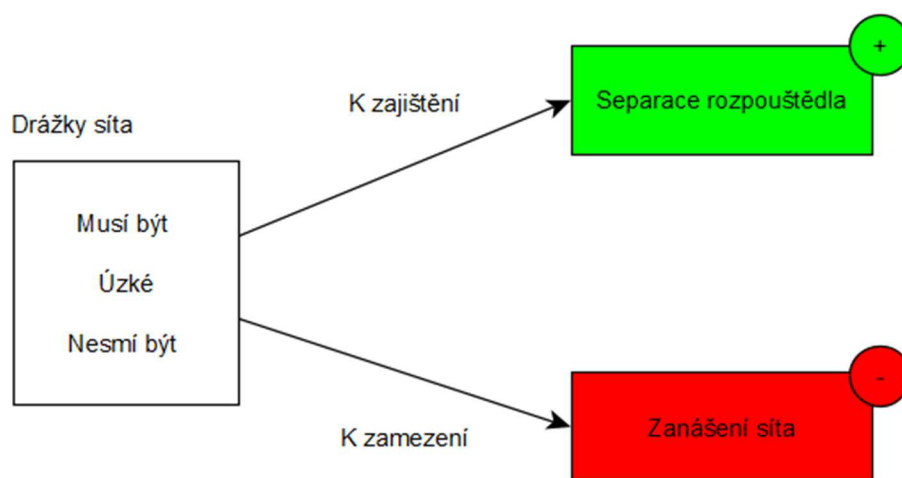 +
Separace rozpouštědla
K zajištění
Drážky síta
Musí být
Úzké
Nesmí být
-
Zanášení síta
K zamezení